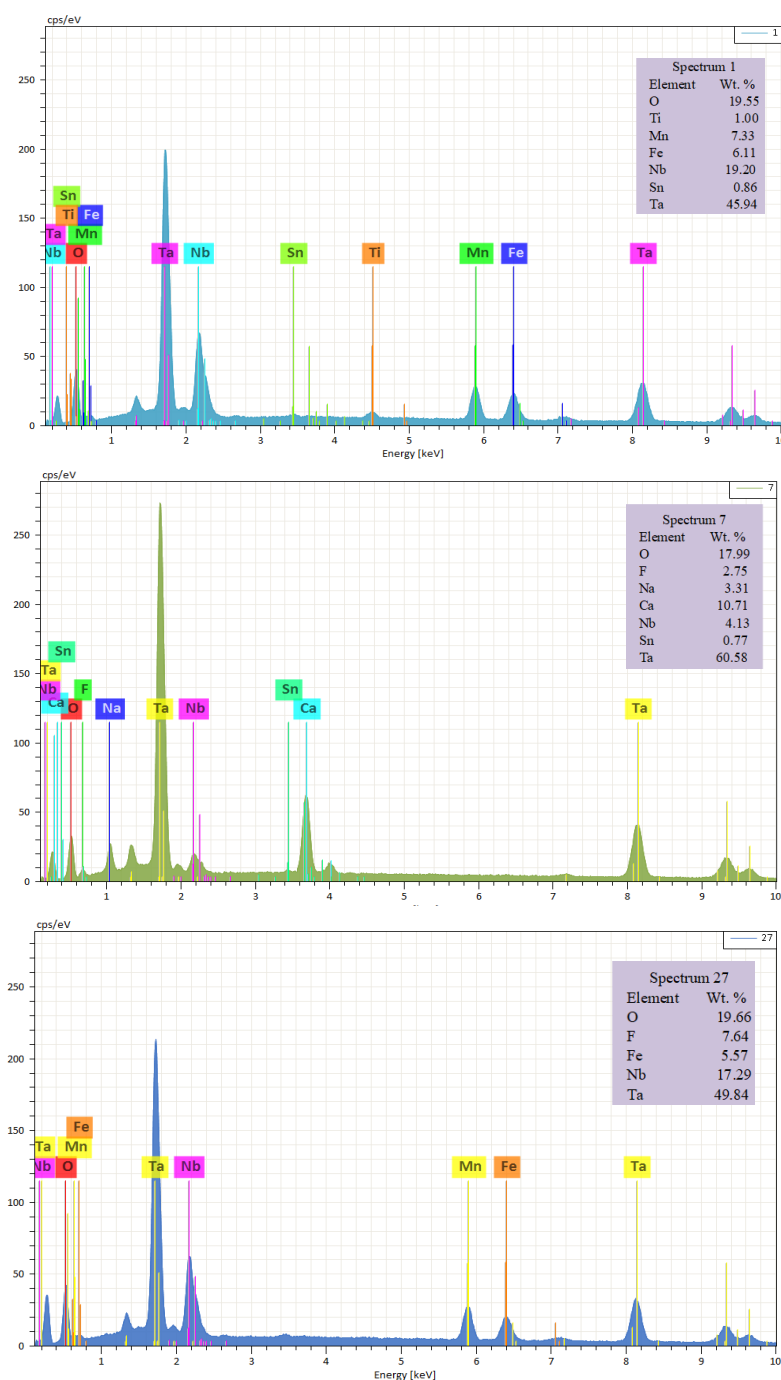 cps/eV
1
250
200
150
100
50
0
Spectrum 1
Element Wt. %
O 19.55
Ti 1.00
Mn 7.33
Fe 6.11
Nb 19.20
Sn 0.86
Ta 45.94
Sn
Ti Fe
Ta Mn
Nb O Ta Nb Sn Ti Mn Fe Ta
1 2 3 4 5 6 7 8 9 10
Energy [keV]
cps/eV
7
250
200
150
100
50
0
Spectrum 7
Element Wt. %
O 17.99
F 2.75
Na 3.31
Ca 10.71
Nb 4.13
Sn 0.77
Ta 60.58
Sn
Ta
Nb F Sn
Ca O Na Ta Nb Ca Ta
1 2 3 4 5 6 7 8 9 10
cps/eV
27
250
200
150
100
50
0
Spectrum 27
Element Wt. %
O 19.66
F 7.64
Fe 5.57
Nb 17.29
Ta 49.84
Fe
Ta Mn
Nb O Ta Nb Mn Fe Ta
1 2 3 4 5 6 7 8 9 10